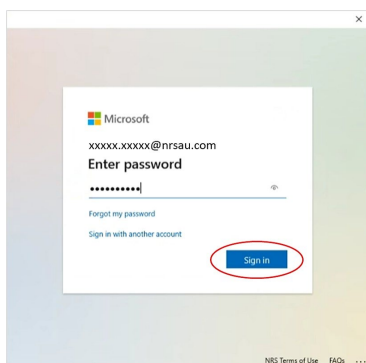 Microsoft
xxxxx.xxxxx@nrsau.com
Enter password
••••••••••
Forgot my password
Sign in with another account
Sign in
NRS Terms of Use FAQs ...